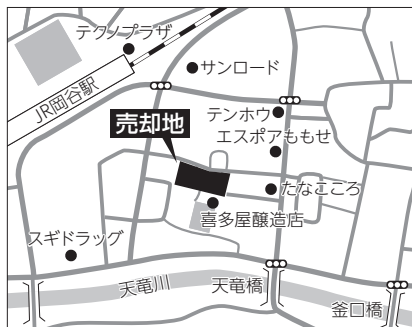 テクノプラザ
サンロード
JR岡谷駅
テンホウ
売却地
エスポアももせ
たなこころ
喜多屋醸造店
スギドラッグ
天竜川
天竜橋
釜口橋